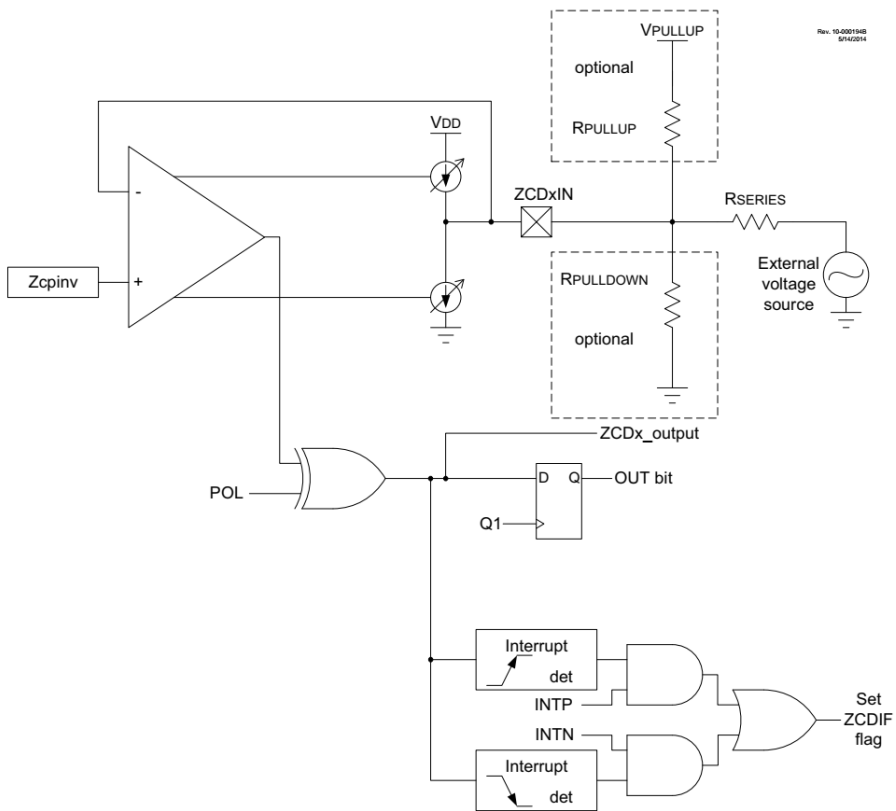 Rev. 10-000194B
5/14/2014
VPULLUP
optional
RPULLUP
VDD
ZCDxIN
RSERIES
-
Zcpinv
+
RPULLDOWN
External
voltage
source
optional
ZCDx_output
POL
D
Q
OUT bit
Q1
Interrupt
det
INTP
INTN
Interrupt
det
Set
ZCDIF
flag